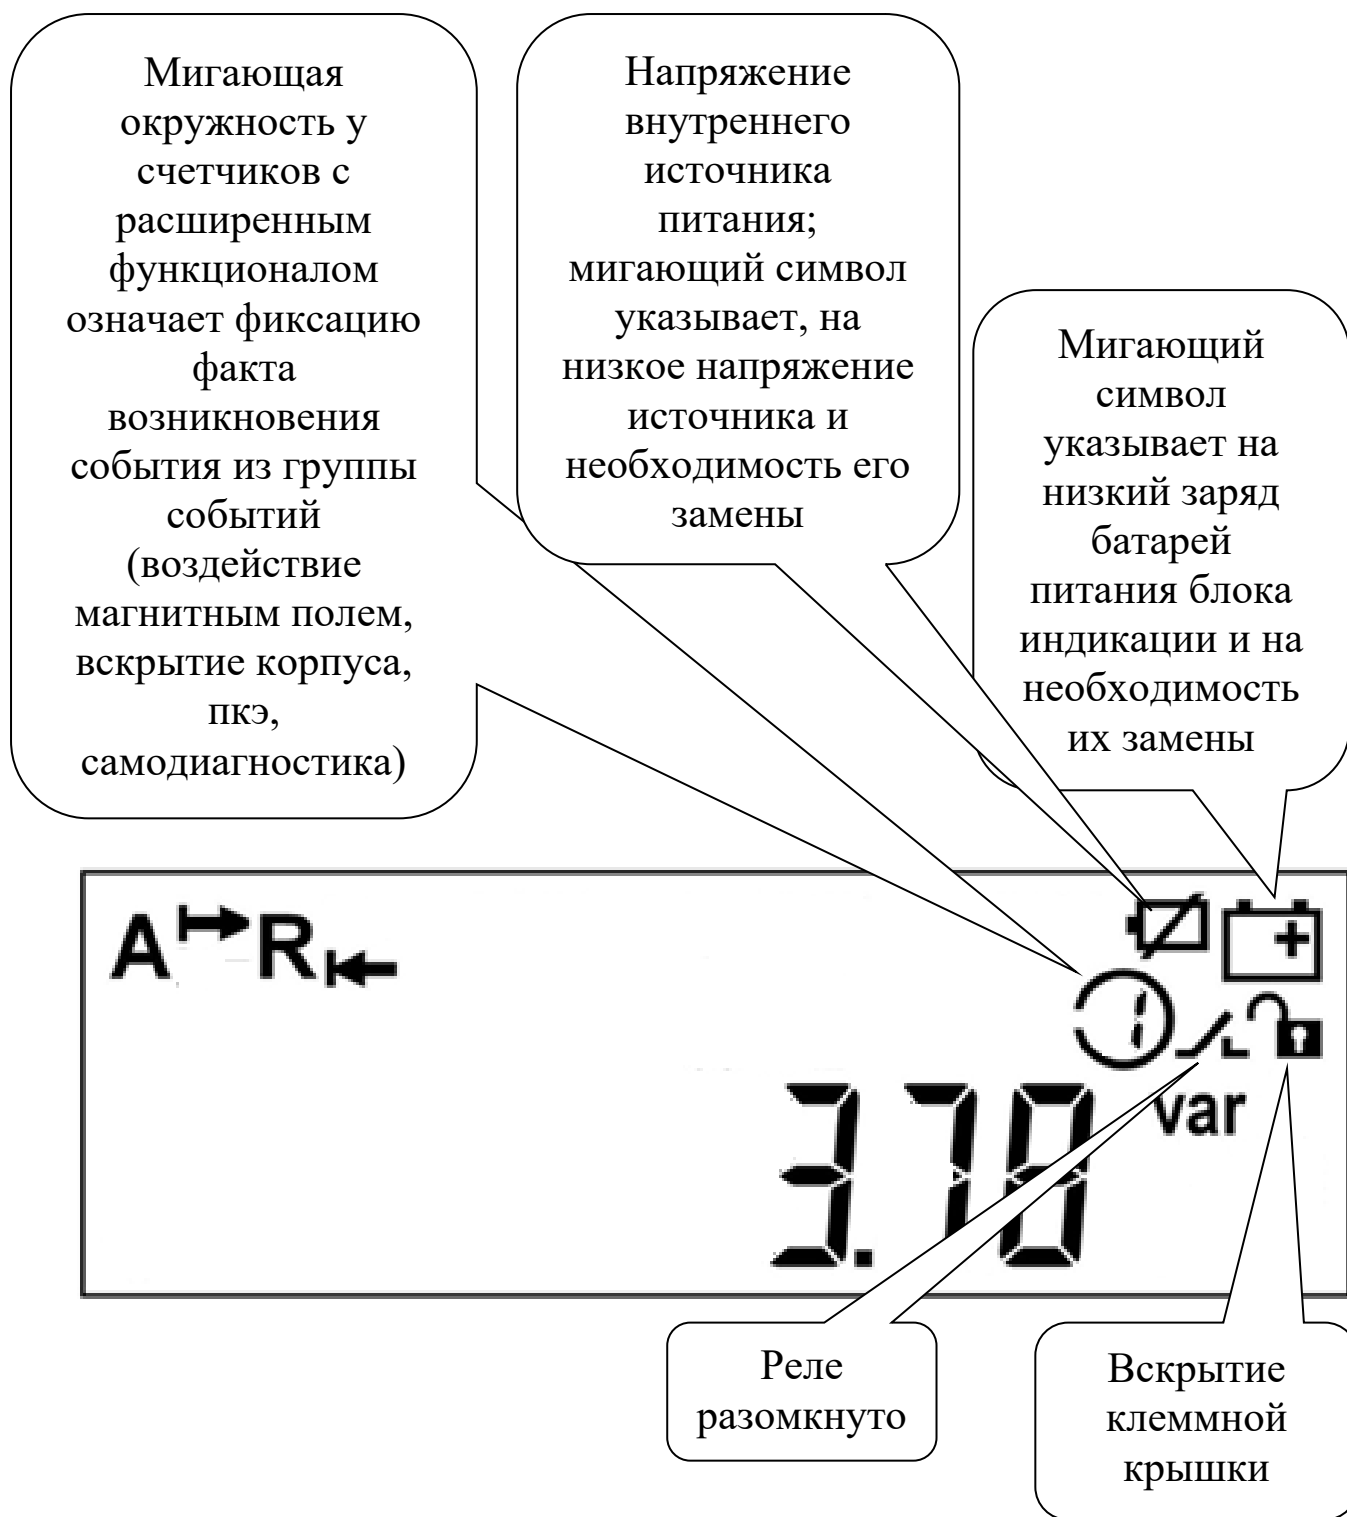 Мигающая
окружность у
счетчиков с
расширенным
функционалом
означает фиксацию
факта
возникновения
события из группы
событий
(воздействие
магнитным полем,
вскрытие корпуса,
пкэ,
самодиагностика)
Напряжение
внутреннего
источника
питания;
мигающий символ
указывает, на
низкое напряжение
источника и
необходимость его
замены
Мигающий
символ
указывает на
низкий заряд
батарей
питания блока
индикации и на
необходимость
их замены
A R
1
3.78 var
Реле
разомкнуто
Вскрытие
клеммной
крышки